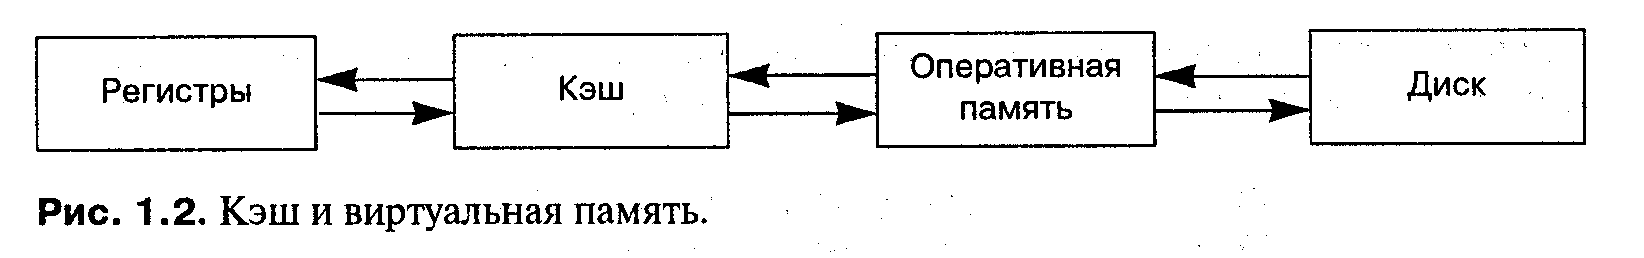 Регистры
Кэш
Оперативная
память
Диск
Рис. 1.2. Кэш и виртуальная память.